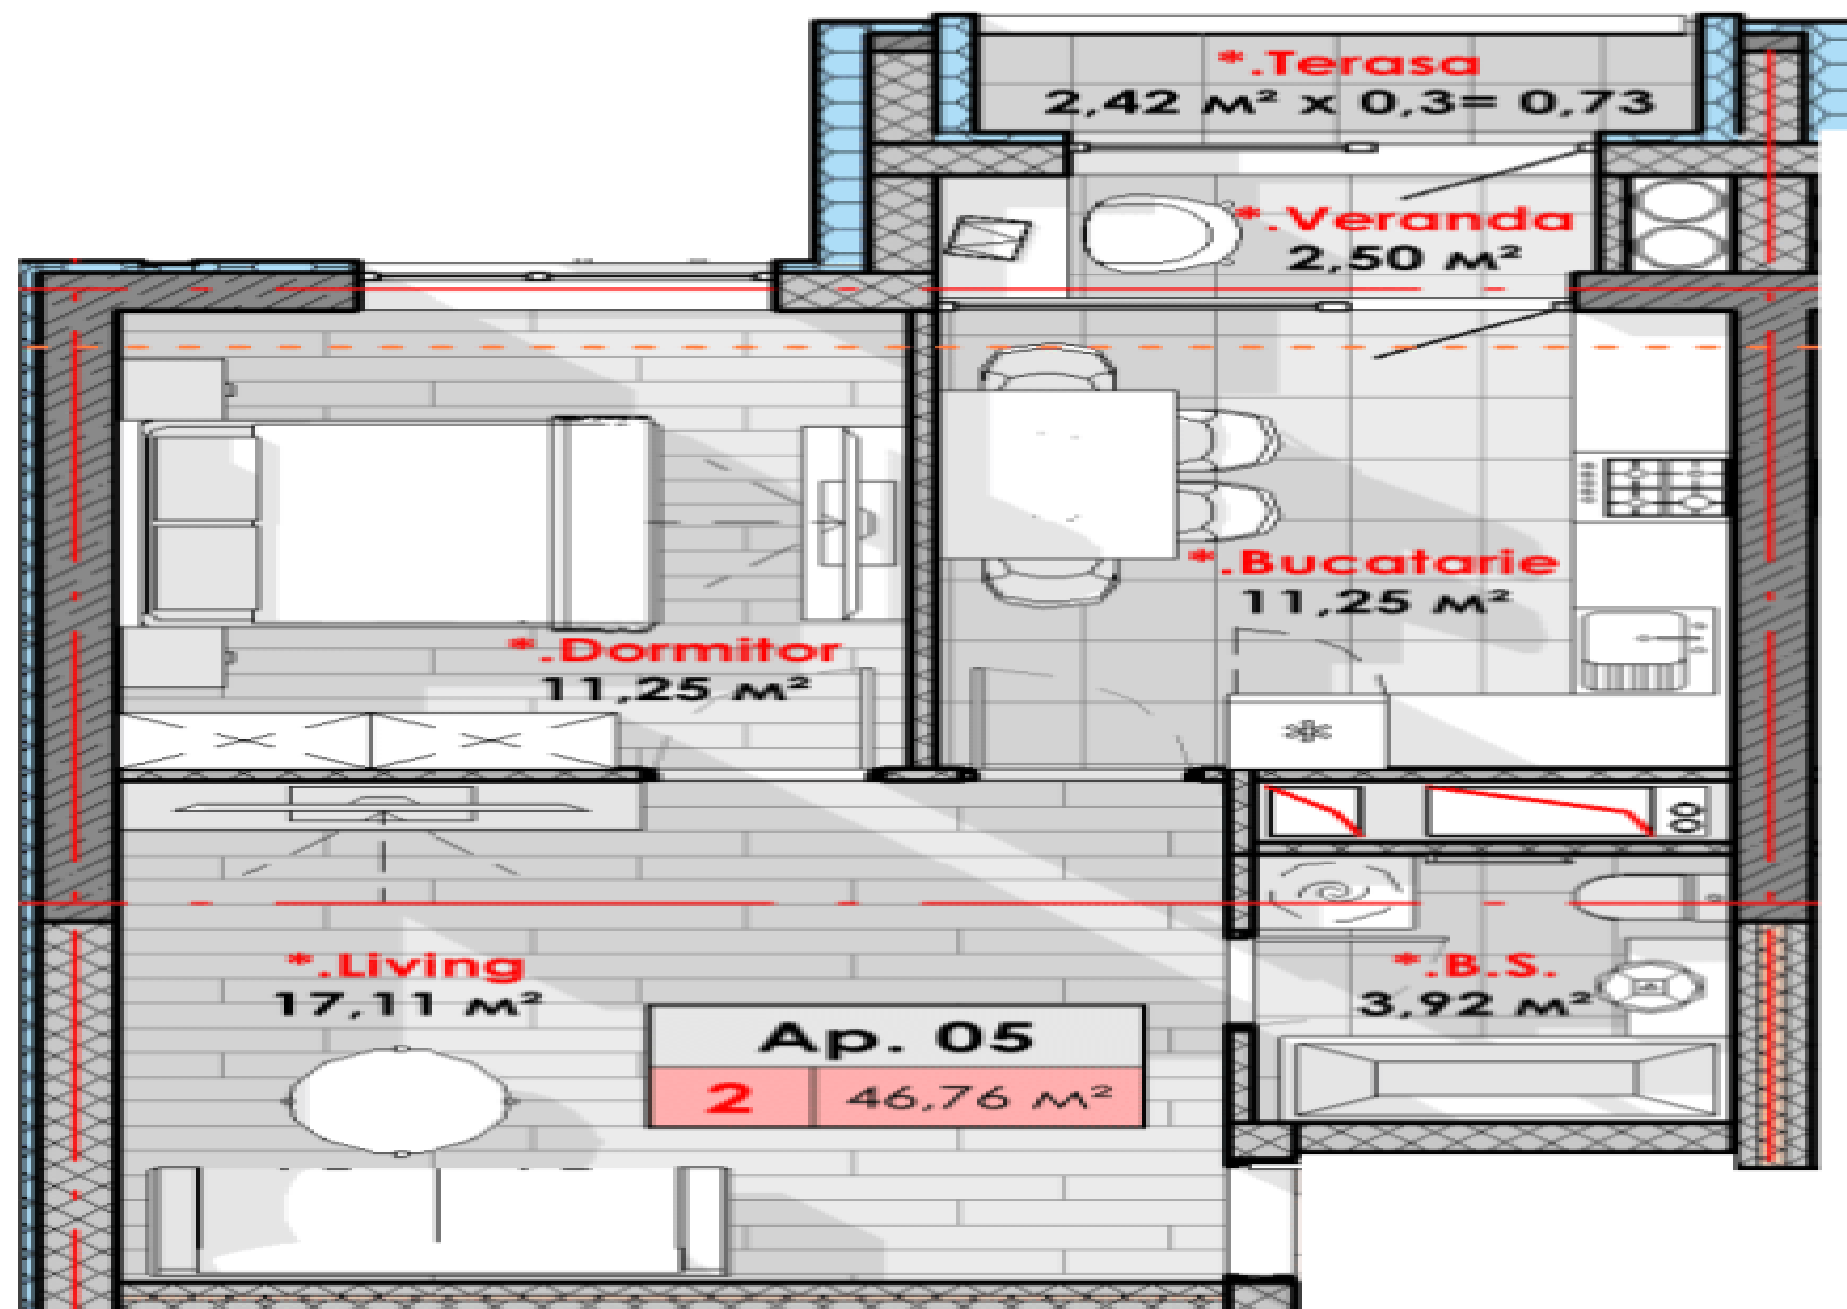 *.Terasa
2,42 м² x 0,3= 0,73
*.Veranda
2,50 м²
*.Bucatarie
11,25 м²
*.Dormitor
11,25 м²
*.Living
17,11 м²
*.B.S.
3,92 м²
Ap. 05
2 46,76 м²